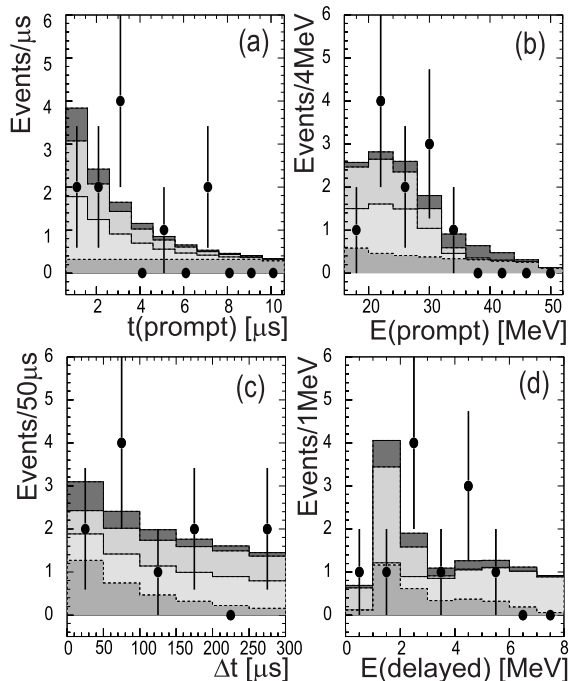 (a)
Events/μs
6
5
4
3
2
1
0
2 4 6 8 10
t(prompt) [μs]
(b)
Events/4MeV
6
5
4
3
2
1
0
20 30 40 50
E(prompt) [MeV]
(c)
Events/50μs
6
5
4
3
2
1
0
0 50 100 150 200 250 300
Δt [μs]
(d)
Events/1MeV
6
5
4
3
2
1
0
0 2 4 6 8
E(delayed) [MeV]